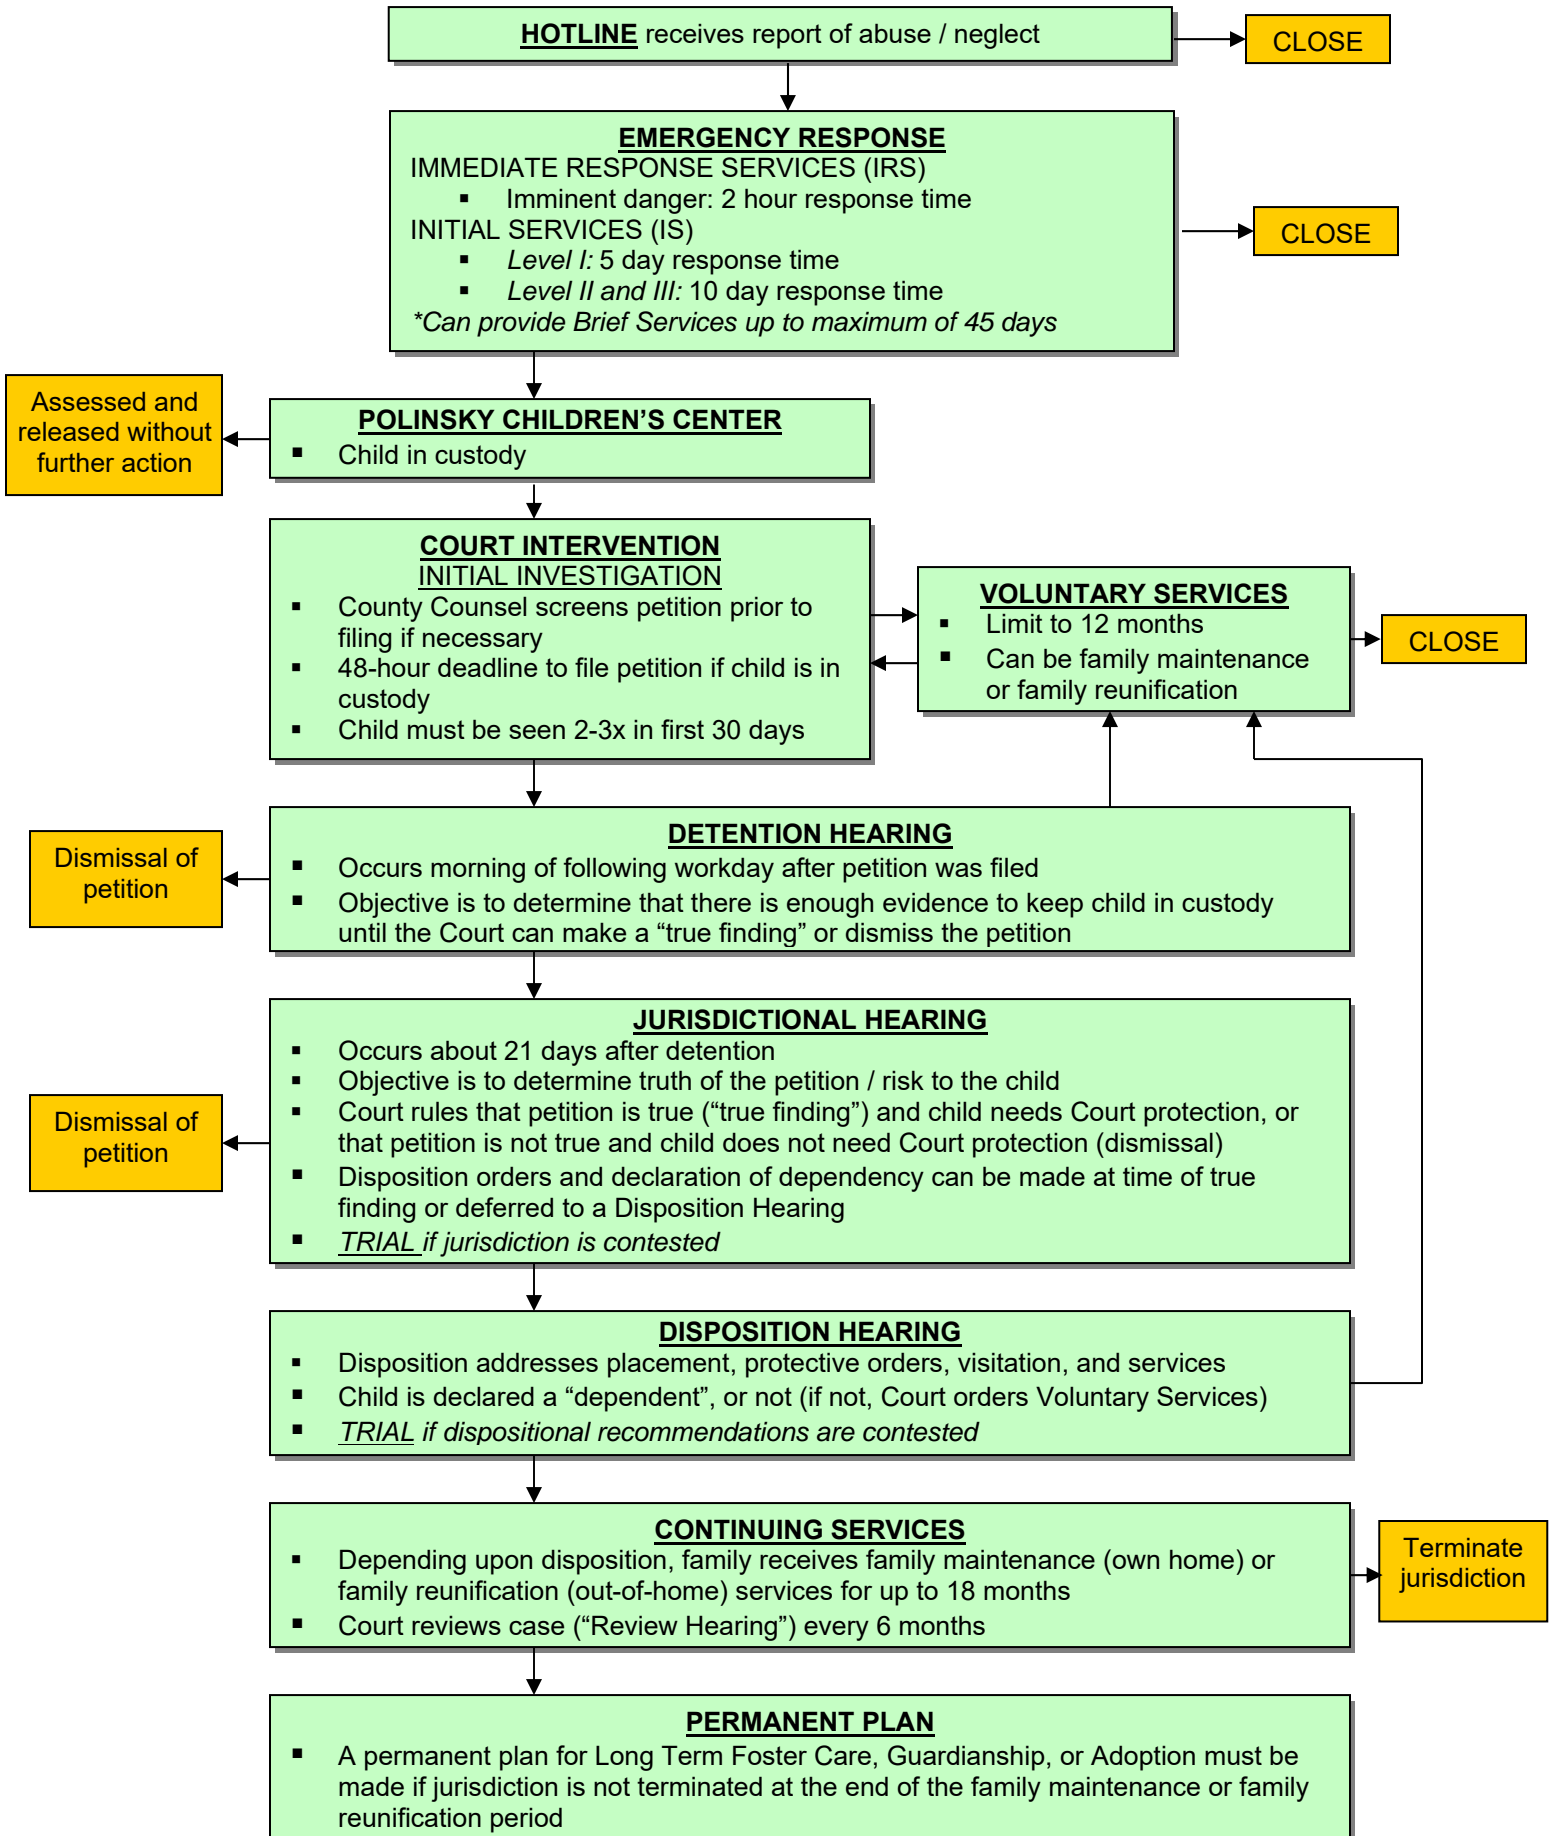 HOTLINE receives report of abuse / neglect
CLOSE
EMERGENCY RESPONSE
IMMEDIATE RESPONSE SERVICES (IRS)
▪ Imminent danger: 2 hour response time
INITIAL SERVICES (IS)
▪ Level I: 5 day response time
▪ Level II and III: 10 day response time
*Can provide Brief Services up to maximum of 45 days
CLOSE
Assessed and
released without
further action
POLINSKY CHILDREN’S CENTER
▪ Child in custody
COURT INTERVENTION
INITIAL INVESTIGATION
▪ County Counsel screens petition prior to
filing if necessary
▪ 48-hour deadline to file petition if child is in
custody
▪ Child must be seen 2-3x in first 30 days
VOLUNTARY SERVICES
▪ Limit to 12 months
▪ Can be family maintenance
or family reunification
CLOSE
Dismissal of
petition
DETENTION HEARING
▪ Occurs morning of following workday after petition was filed
▪ Objective is to determine that there is enough evidence to keep child in custody
until the Court can make a “true finding” or dismiss the petition
Dismissal of
petition
JURISDICTIONAL HEARING
▪ Occurs about 21 days after detention
▪ Objective is to determine truth of the petition / risk to the child
▪ Court rules that petition is true (“true finding”) and child needs Court protection, or
that petition is not true and child does not need Court protection (dismissal)
▪ Disposition orders and declaration of dependency can be made at time of true
finding or deferred to a Disposition Hearing
▪ TRIAL if jurisdiction is contested
DISPOSITION HEARING
▪ Disposition addresses placement, protective orders, visitation, and services
▪ Child is declared a “dependent”, or not (if not, Court orders Voluntary Services)
▪ TRIAL if dispositional recommendations are contested
CONTINUING SERVICES
▪ Depending upon disposition, family receives family maintenance (own home) or
family reunification (out-of-home) services for up to 18 months
▪ Court reviews case (“Review Hearing”) every 6 months
Terminate
jurisdiction
PERMANENT PLAN
▪ A permanent plan for Long Term Foster Care, Guardianship, or Adoption must be
made if jurisdiction is not terminated at the end of the family maintenance or family
reunification period